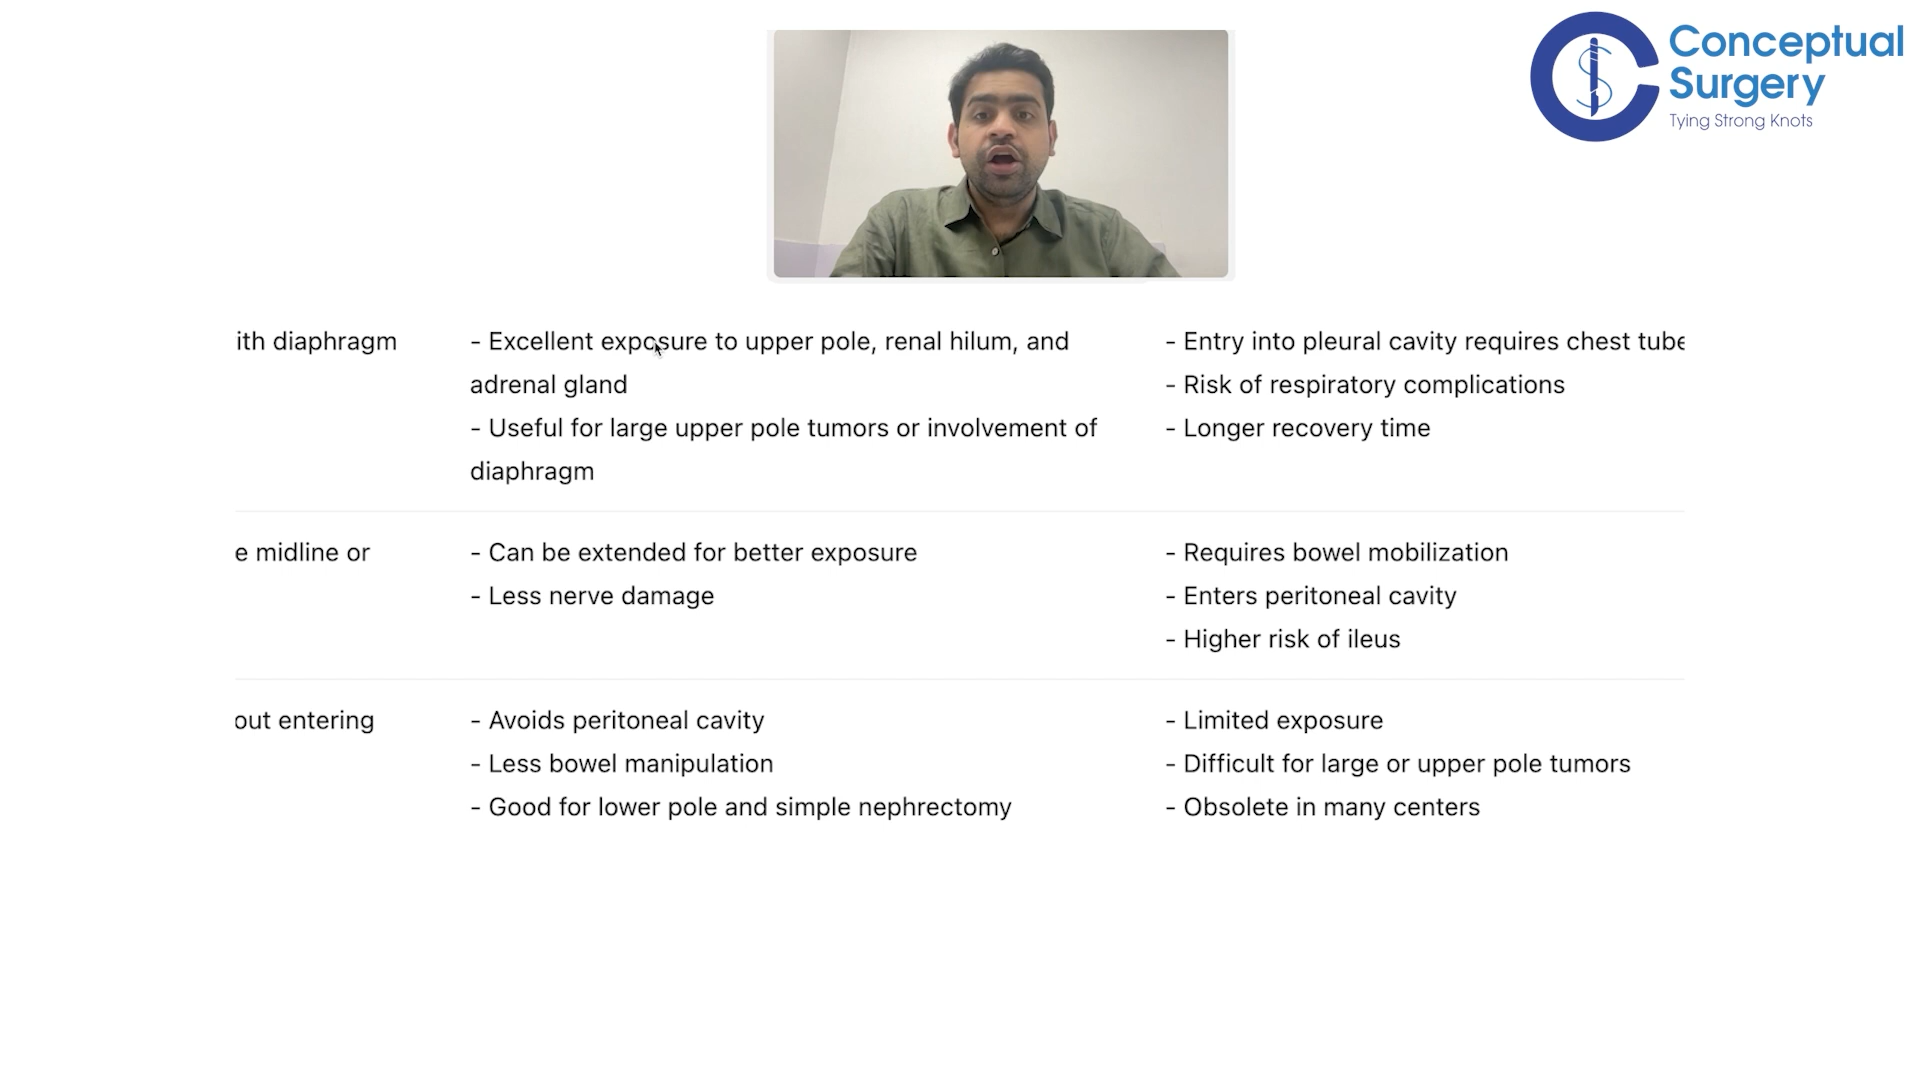 Conceptual
Surgery
Tying Strong Knots
ith diaphragm
- Excellent exposure to upper pole, renal hilum, and
adrenal gland
- Useful for large upper pole tumors or involvement of
diaphragm
- Entry into pleural cavity requires chest tube
- Risk of respiratory complications
- Longer recovery time
e midline or
- Can be extended for better exposure
- Less nerve damage
- Requires bowel mobilization
- Enters peritoneal cavity
- Higher risk of ileus
out entering
- Avoids peritoneal cavity
- Less bowel manipulation
- Good for lower pole and simple nephrectomy
- Limited exposure
- Difficult for large or upper pole tumors
- Obsolete in many centers